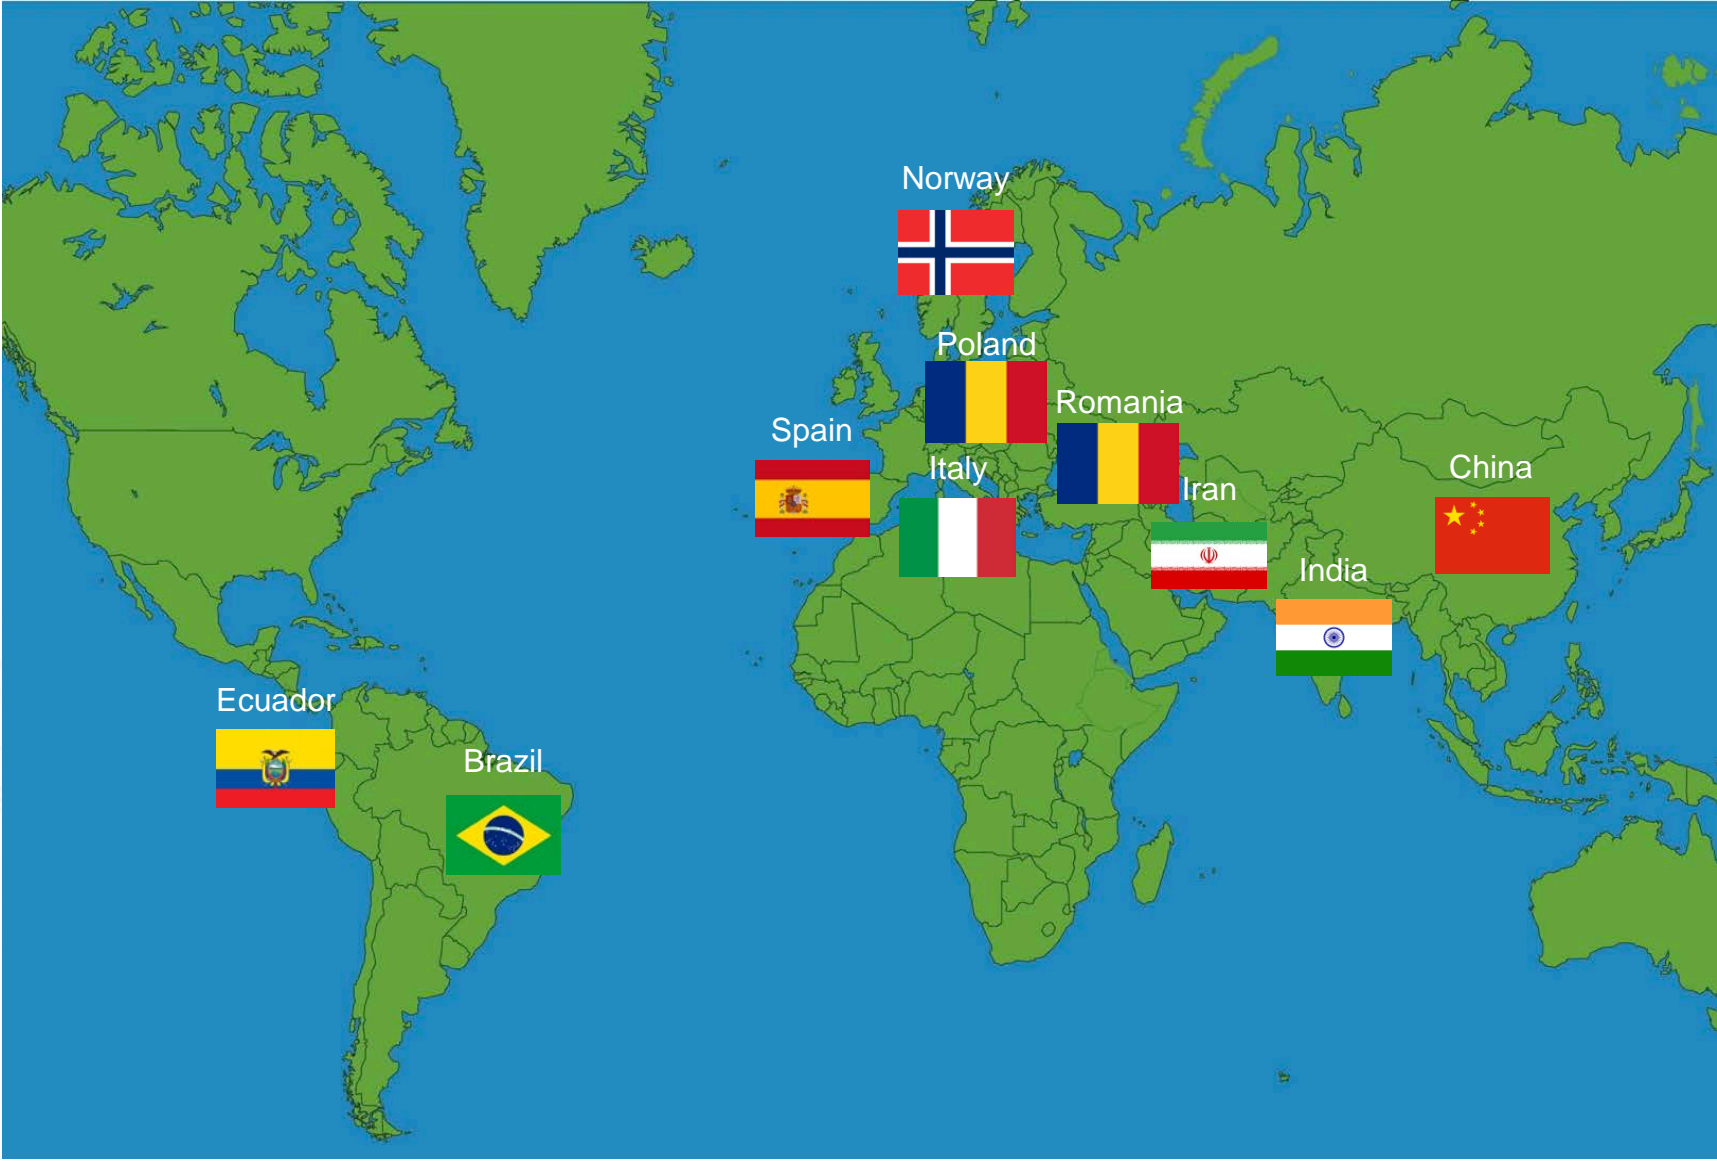 Norway
Poland
Romania
Spain
Italy
Iran
China
India
Ecuador
Brazil